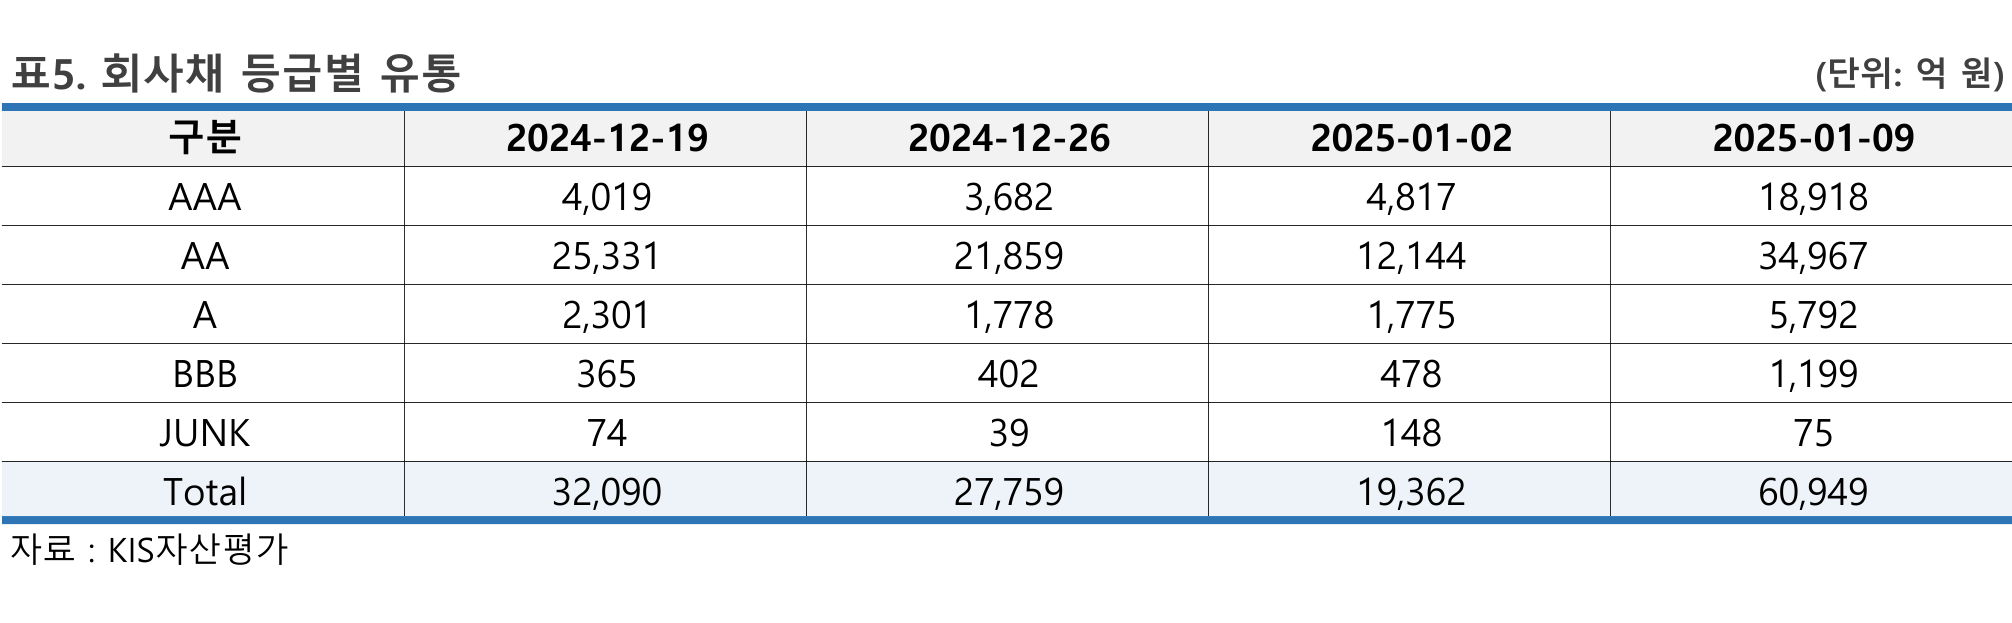 표5. 회사채 등급별 유통 (단위: 억 원)
구분 2024-12-19 2024-12-26 2025-01-02 2025-01-09
AAA 4,019 3,682 4,817 18,918
AA 25,331 21,859 12,144 34,967
A 2,301 1,778 1,775 5,792
BBB 365 402 478 1,199
JUNK 74 39 148 75
Total 32,090 27,759 19,362 60,949
자료 : KIS자산평가